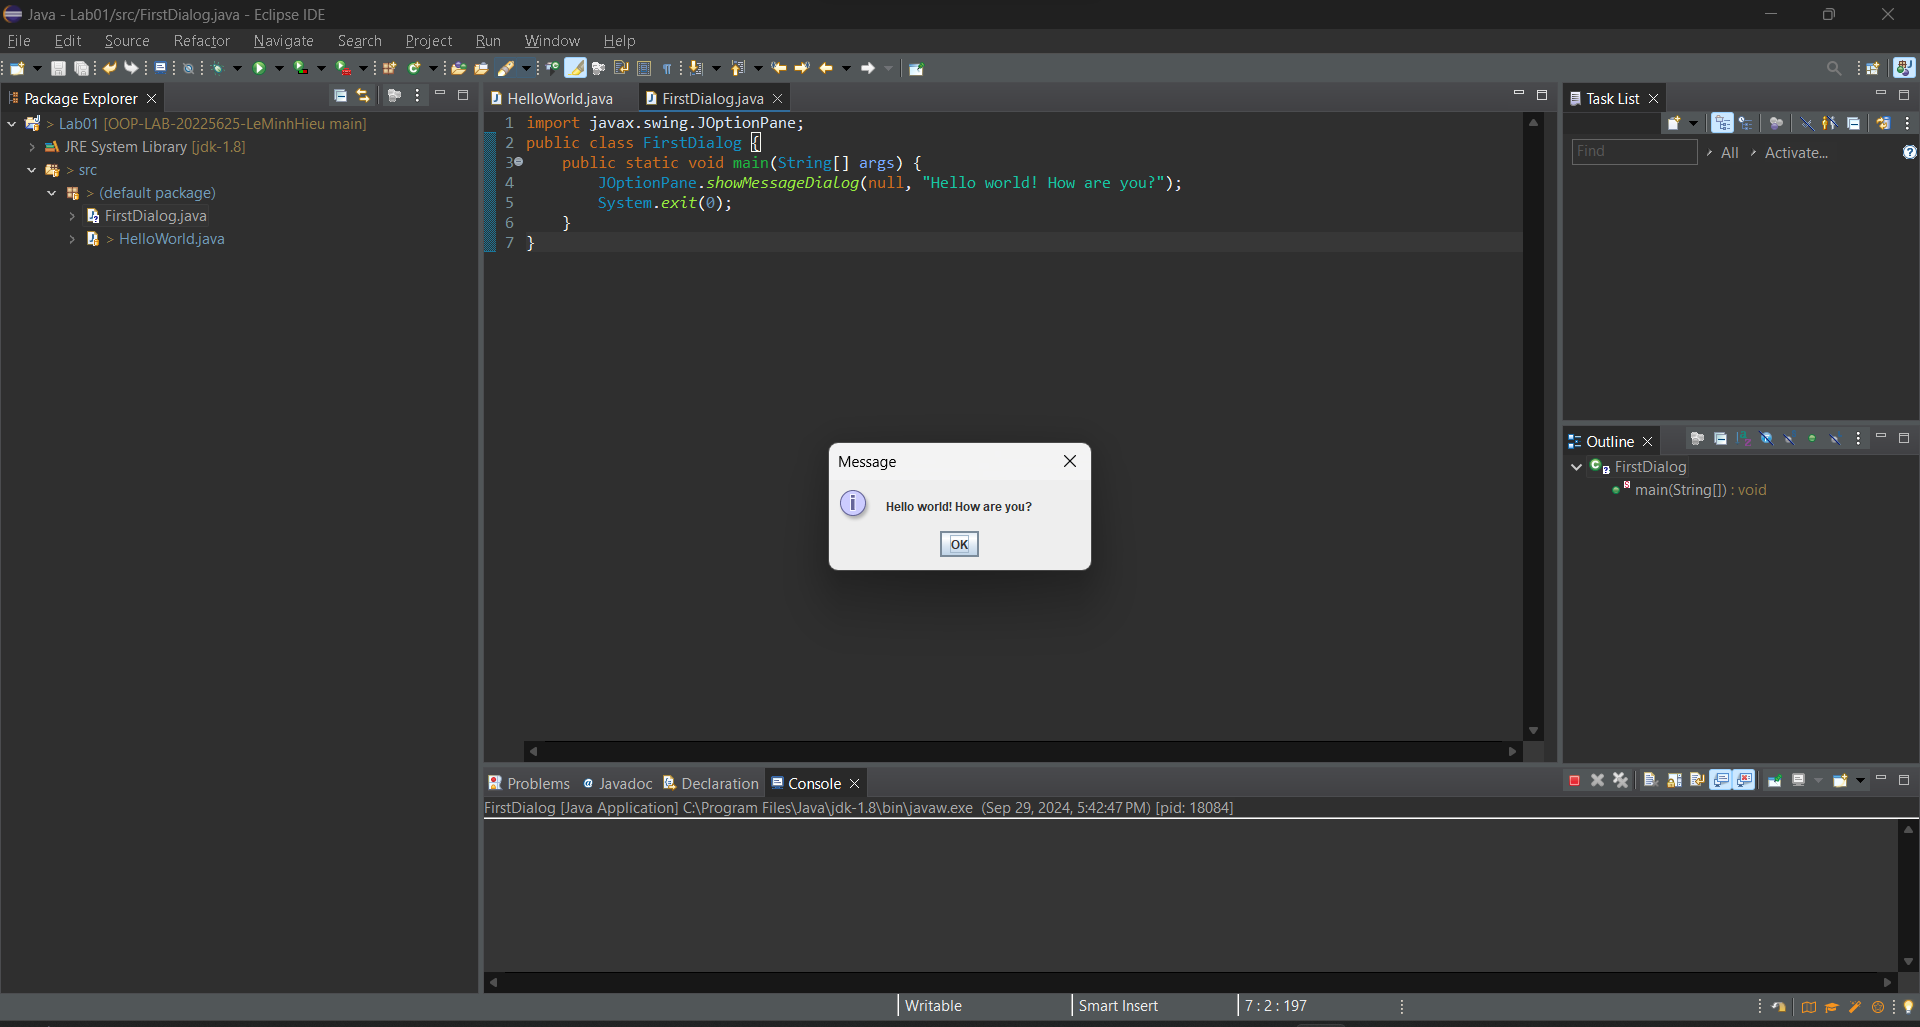 Java - Lab01/src/FirstDialog.java - Eclipse IDE
File Edit Source Refactor Navigate Search Project Run Window Help
Package Explorer
> Lab01 [OOP-LAB-20225625-LeMinhHieu main]
JRE System Library [jdk-1.8]
> src
> (default package)
FirstDialog.java
> HelloWorld.java
HelloWorld.java FirstDialog.java
1 import javax.swing.JOptionPane;
2 public class FirstDialog {
3 public static void main(String[] args) {
4 JOptionPane.showMessageDialog(null, "Hello world! How are you?");
5 System.exit(0);
6 }
7 }
Message
Hello world! How are you?
OK
Task List
Find All Activate...
Outline
FirstDialog
main(String[]) : void
Problems Javadoc Declaration Console
FirstDialog [Java Application] C:\Program Files\Java\jdk-1.8\bin\javaw.exe (Sep 29, 2024, 5:42:47 PM) [pid: 18084]
Writable Smart Insert 7 : 2 : 197